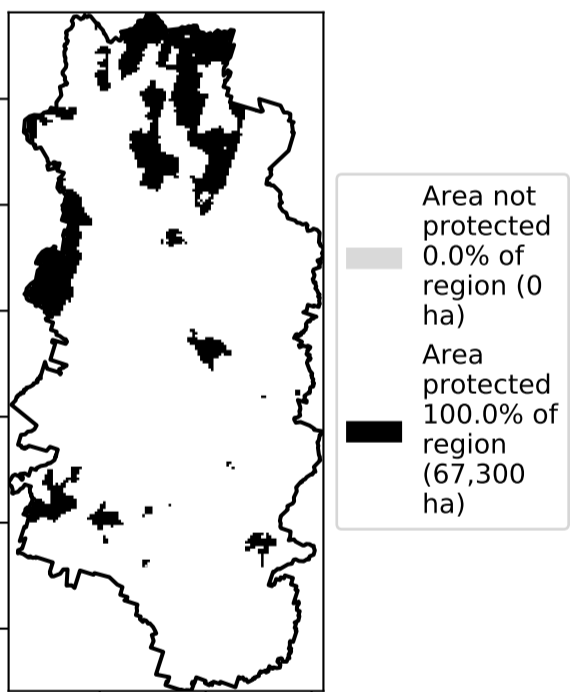 Area not
protected
0.0% of
region (0
ha)
Area
protected
100.0% of
region
(67,300
ha)